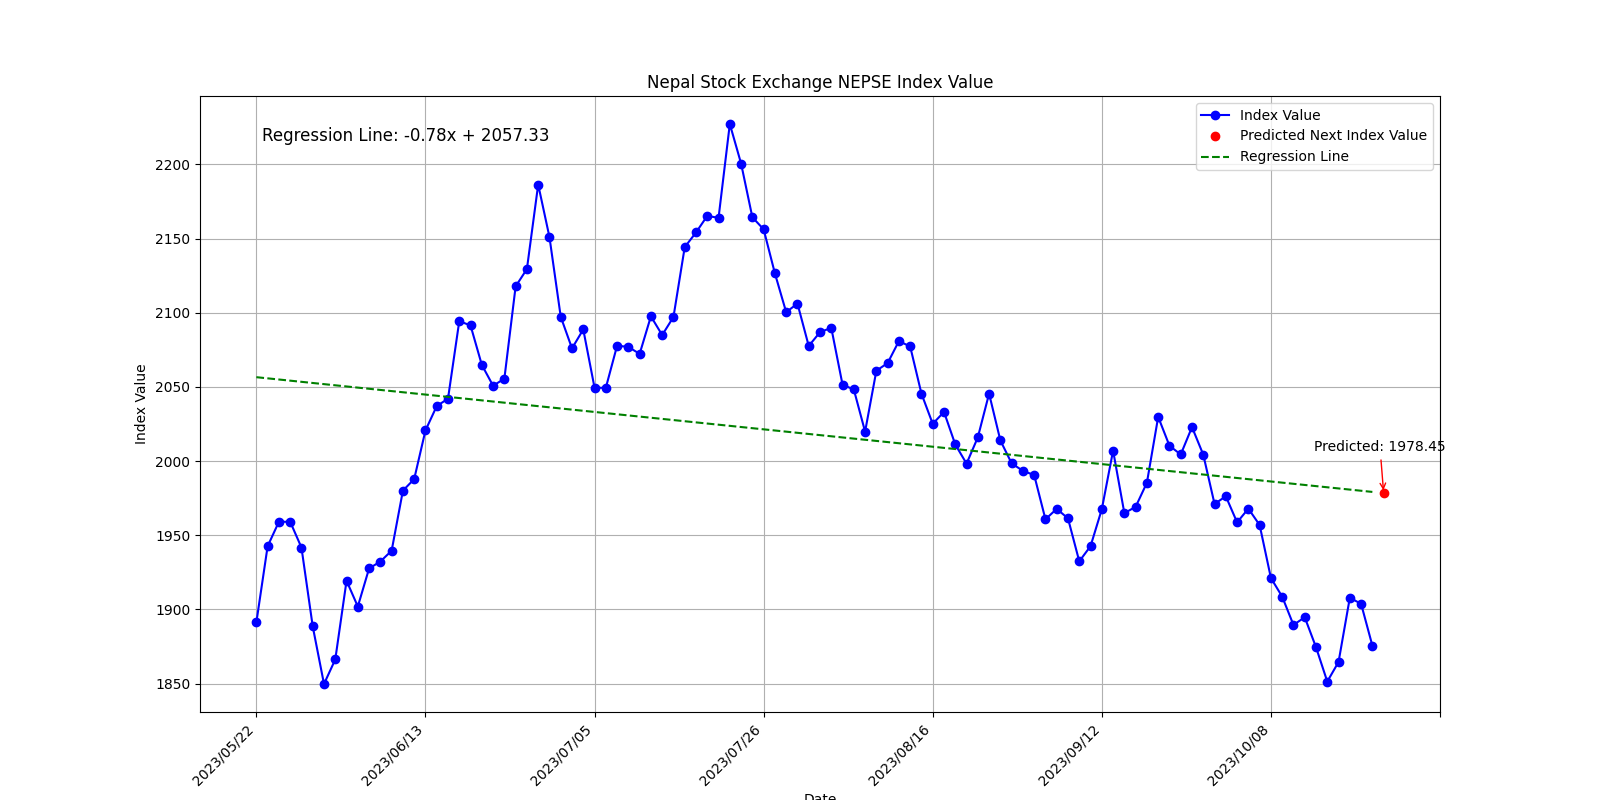 Nepal Stock Exchange NEPSE Index Value
Regression Line: -0.78x + 2057.33
Index Value
Predicted Next Index Value
Regression Line
2200
2150
2100
2050
2000
1950
1900
1850
Index Value
Predicted: 1978.45
2023/05/22
2023/06/13
2023/07/05
2023/07/26
2023/08/16
2023/09/12
2023/10/08
Date